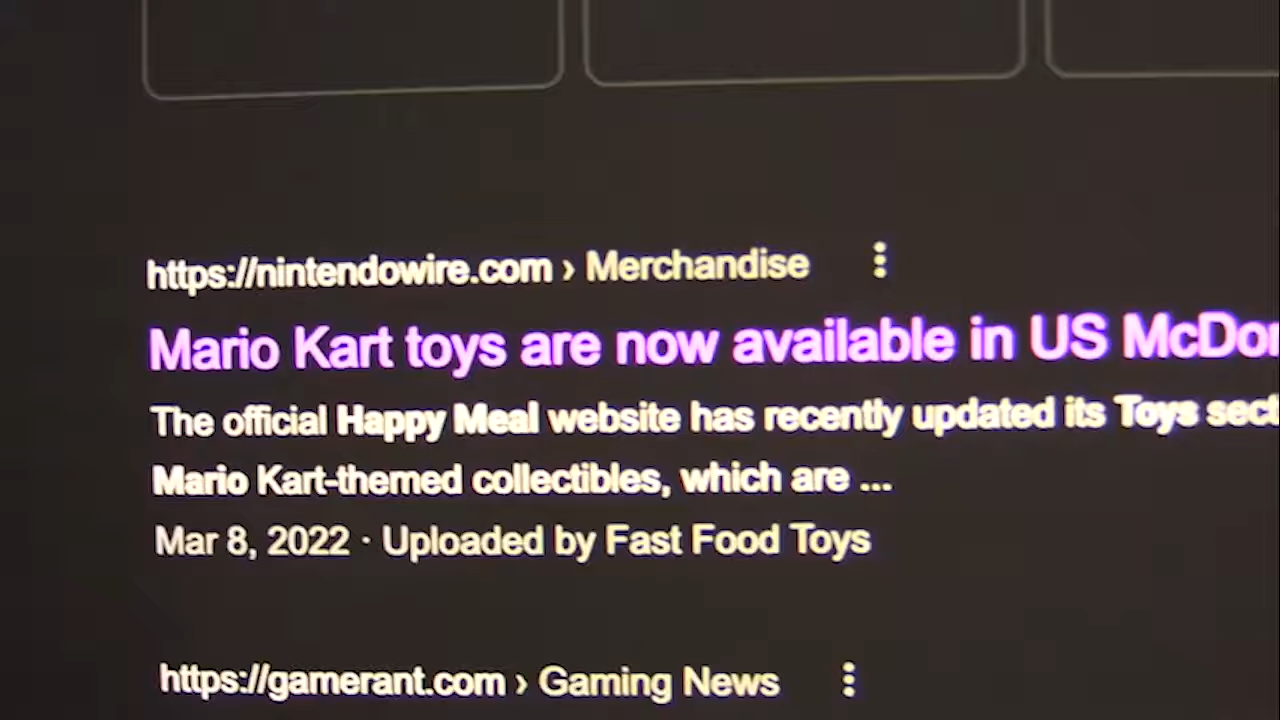 https://nintendowire.com › Merchandise
Mario Kart toys are now available in US
The official Happy Meal website has recently updated its Toys
Mario Kart-themed collectibles, which are ...
Mar 8, 2022 · Uploaded by Fast Food Toys
https://gamerant.com › Gaming News